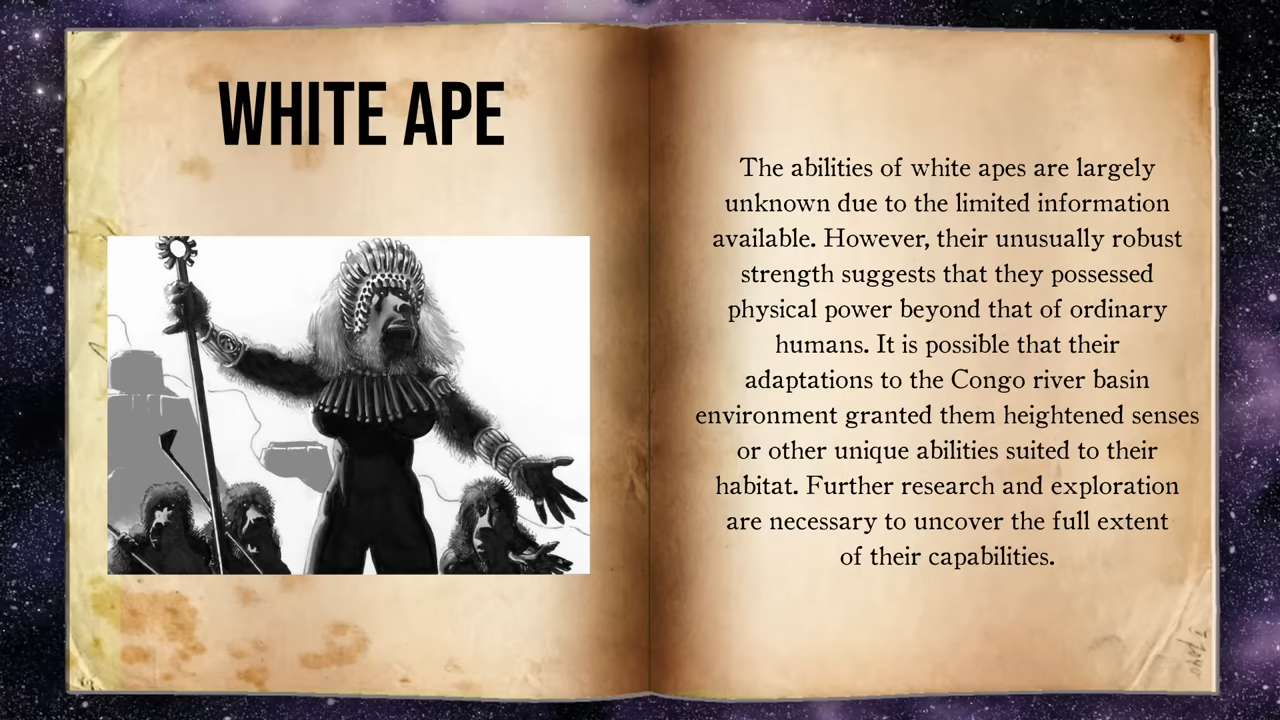 WHITE APE
The abilities of white apes are largely
unknown due to the limited information
available. However, their unusually robust
strength suggests that they possessed
physical power beyond that of ordinary
humans. It is possible that their
adaptations to the Congo river basin
environment granted them heightened senses
or other unique abilities suited to their
habitat. Further research and exploration
are necessary to uncover the full extent
of their capabilities.